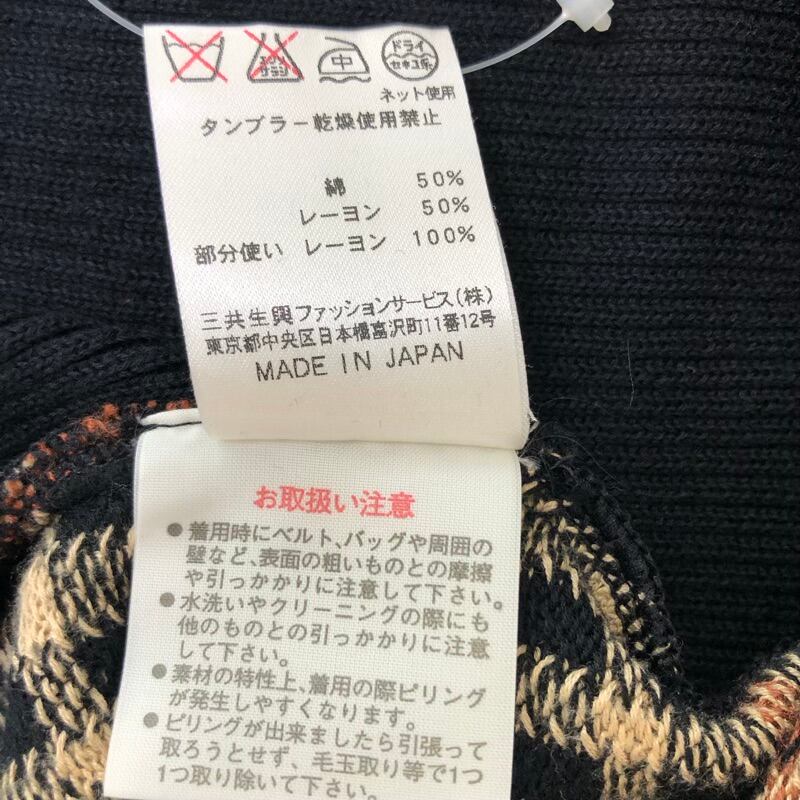 エンソ
サラシ
中
ドライ
セキユ系
ネット使用
タンブラー乾燥使用禁止
綿 50%
レーヨン 50%
部分使い レーヨン 100%
三共生興ファッションサービス(株)
東京都中央区日本橋富沢町11番12号
MADE IN JAPAN
お取扱い注意
●着用時にベルト、バッグや周囲の
壁など、表面の粗いものとの摩擦
や引っかかりに注意して下さい。
●水洗いやクリーニングの際にも
他のものとの引っかかりに注意
して下さい。
●素材の特性上、着用の際ピリング
が発生しやすくなります。
●ピリングが出来ましたら引張って
取ろうとせず、毛玉取り等で1つ
1つ取り除いて下さい。